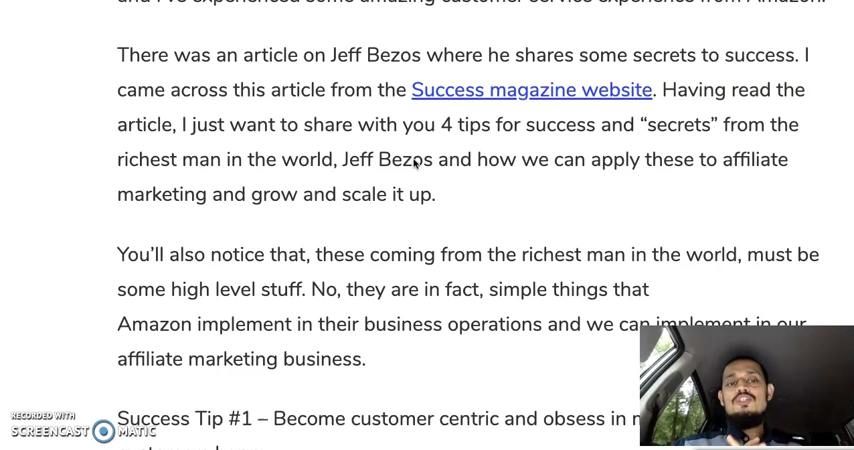 There was an article on Jeff Bezos where he shares some secrets to success. I
came across this article from the Success magazine website. Having read the
article, I just want to share with you 4 tips for success and “secrets” from the
richest man in the world, Jeff Bezos and how we can apply these to affiliate
marketing and grow and scale it up.
You’ll also notice that, these coming from the richest man in the world, must be
some high level stuff. No, they are in fact, simple things that
Amazon implement in their business operations and we can implement in our
affiliate marketing business.
Success Tip #1 – Become customer centric and obsess in
RECORDED WITH
SCREENCAST MATIC